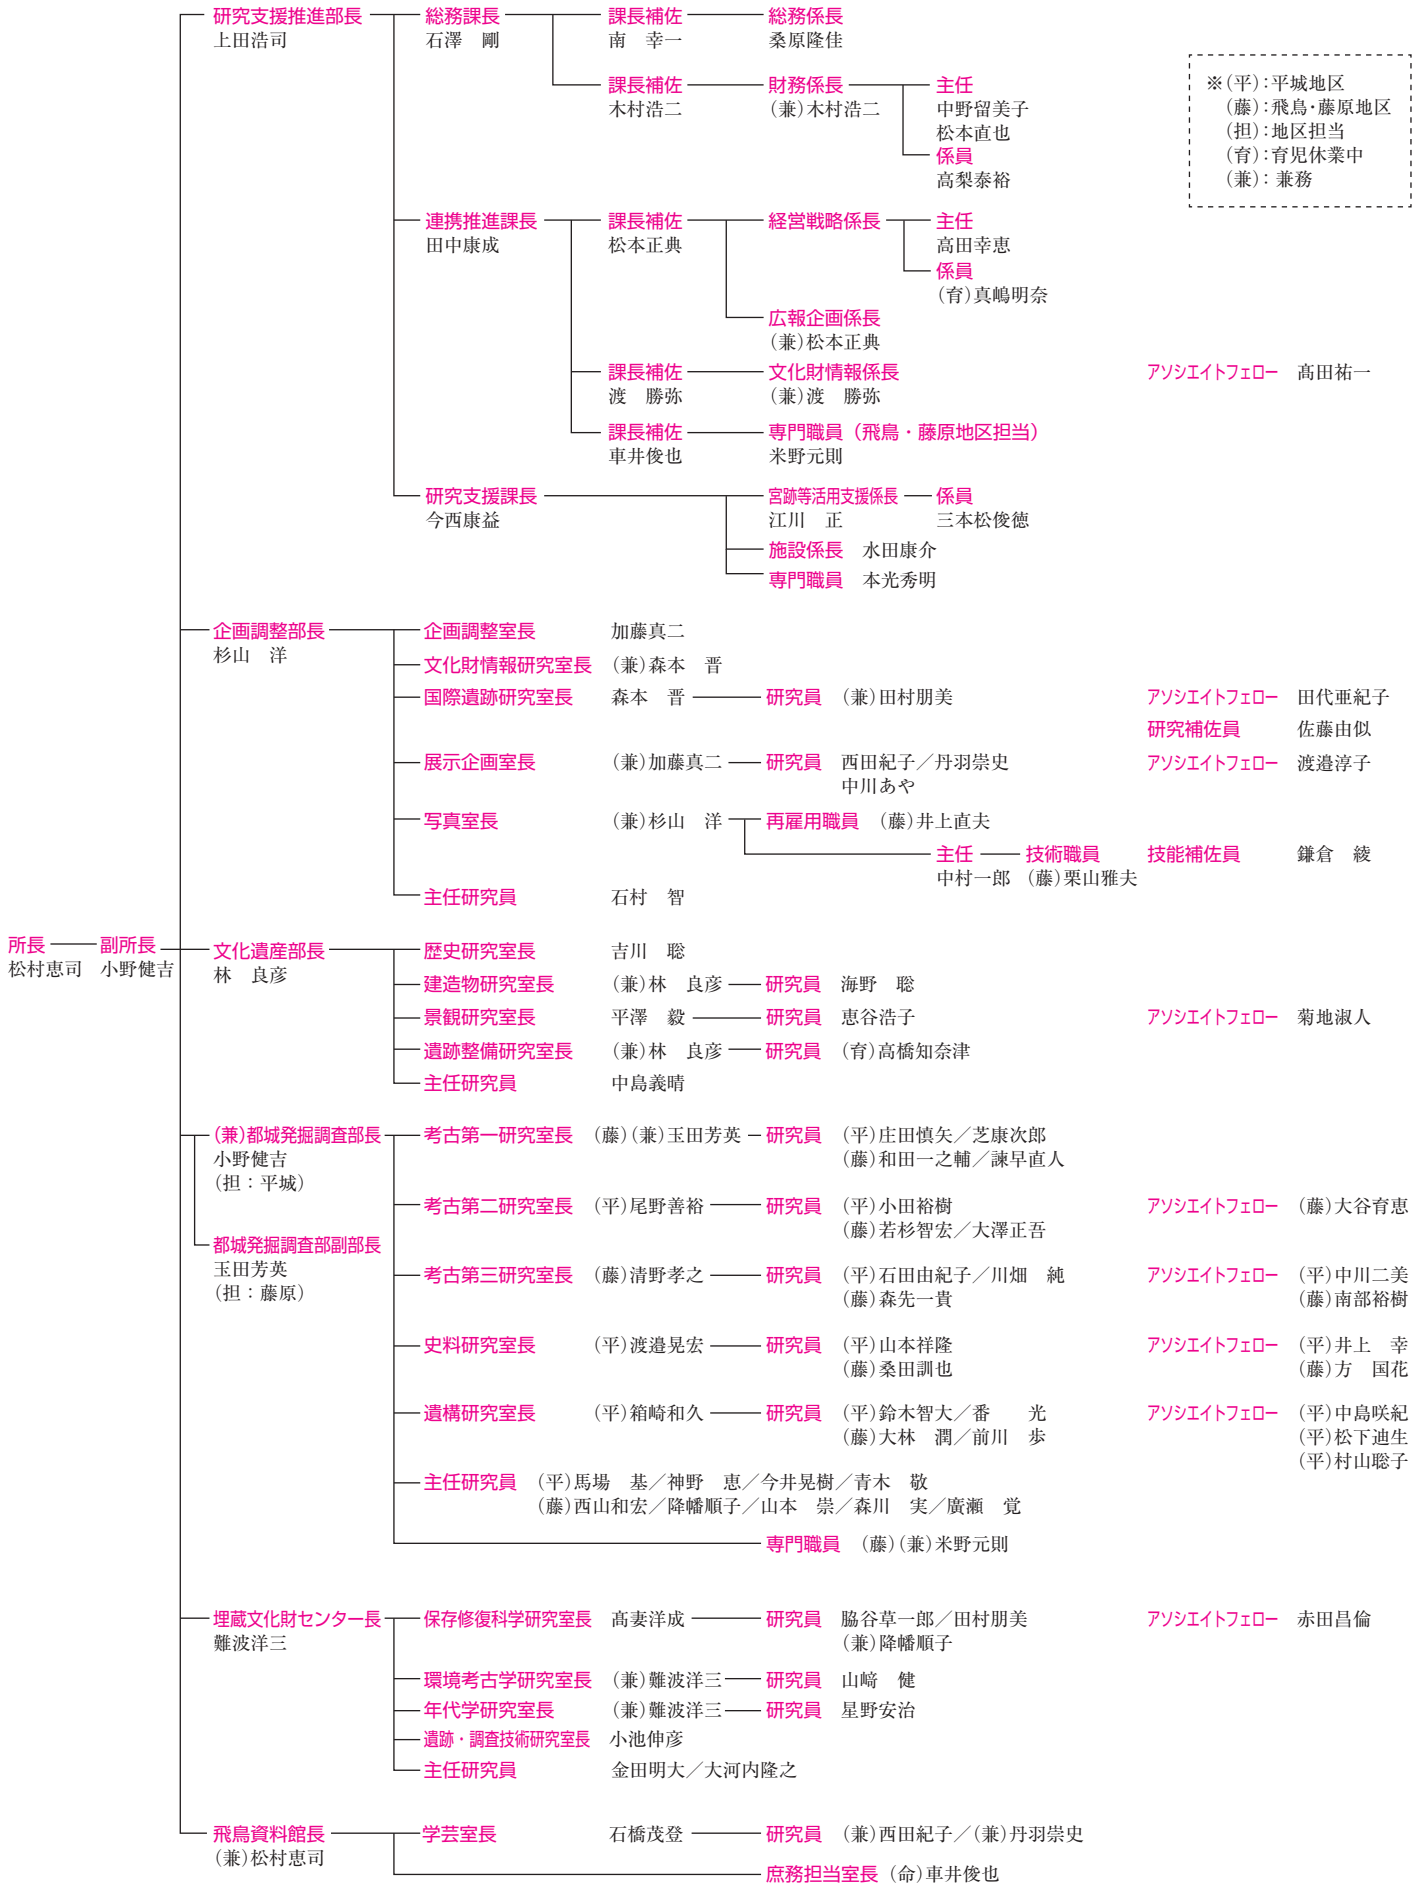 研究支援推進部長 総務課長 課長補佐 総務係長
上田浩司 石澤　剛 南　幸一 桑原隆佳
課長補佐 財務係長 主任
木村浩二 (兼)木村浩二 中野留美子
松本直也
係員
高梨泰裕
※(平):平城地区
(藤):飛鳥・藤原地区
(担):地区担当
(育):育児休業中
(兼):兼務
連携推進課長 課長補佐 経営戦略係長 主任
田中康成 松本正典 高田幸恵
係員
(育)真嶋明奈
広報企画係長
(兼)松本正典
課長補佐 文化財情報係長 アソシエイトフェロー 髙田祐一
渡　勝弥 (兼)渡　勝弥
課長補佐 専門職員（飛鳥・藤原地区担当）
車井俊也 米野元則
研究支援課長 宮跡等活用支援係長 係員
今西康益 江川　正 三本松俊徳
施設係長 水田康介
専門職員 本光秀明
企画調整部長 企画調整室長 加藤真二
杉山　洋
文化財情報研究室長 (兼)森本　晋
国際遺跡研究室長 森本　晋 研究員 (兼)田村朋美 アソシエイトフェロー 田代亜紀子
研究補佐員 佐藤由似
展示企画室長 (兼)加藤真二 研究員 西田紀子／丹羽崇史 アソシエイトフェロー 渡邉淳子
中川あや
写真室長 (兼)杉山　洋 再雇用職員 (藤)井上直夫
主任 技術職員 技能補佐員 鎌倉　綾
中村一郎 (藤)栗山雅夫
主任研究員 石村　智
所長 副所長
松村恵司 小野健吉
文化遺産部長 歴史研究室長 吉川　聡
林　良彦
建造物研究室長 (兼)林　良彦 研究員 海野　聡
景観研究室長 平澤　毅 研究員 恵谷浩子 アソシエイトフェロー 菊地淑人
遺跡整備研究室長 (兼)林　良彦 研究員 (育)高橋知奈津
主任研究員 中島義晴
(兼)都城発掘調査部長 考古第一研究室長 (藤)(兼)玉田芳英 研究員 (平)庄田慎矢／芝康次郎
小野健吉 (藤)和田一之輔／諫早直人
(担：平城)
考古第二研究室長 (平)尾野善裕 研究員 (平)小田裕樹 アソシエイトフェロー (藤)大谷育恵
(藤)若杉智宏／大澤正吾
都城発掘調査部副部長
玉田芳英
(担：藤原)
考古第三研究室長 (藤)清野孝之 研究員 (平)石田由紀子／川畑　純 アソシエイトフェロー (平)中川二美
(藤)森先一貴 (藤)南部裕樹
史料研究室長 (平)渡邉晃宏 研究員 (平)山本祥隆 アソシエイトフェロー (平)井上　幸
(藤)桑田訓也 (藤)方　国花
遺構研究室長 (平)箱崎和久 研究員 (平)鈴木智大／番　　光 アソシエイトフェロー (平)中島咲紀
(藤)大林　潤／前川　歩 (平)松下迪生
(平)村山聡子
主任研究員 (平)馬場　基／神野　恵／今井晃樹／青木　敬
(藤)西山和宏／降幡順子／山本　崇／森川　実／廣瀬　覚
専門職員 (藤)(兼)米野元則
埋蔵文化財センター長 保存修復科学研究室長 髙妻洋成 研究員 脇谷草一郎／田村朋美 アソシエイトフェロー 赤田昌倫
難波洋三 (兼)降幡順子
環境考古学研究室長 (兼)難波洋三 研究員 山﨑　健
年代学研究室長 (兼)難波洋三 研究員 星野安治
遺跡・調査技術研究室長 小池伸彦
主任研究員 金田明大／大河内隆之
飛鳥資料館長 学芸室長 石橋茂登 研究員 (兼)西田紀子／(兼)丹羽崇史
(兼)松村恵司
庶務担当室長 (命)車井俊也